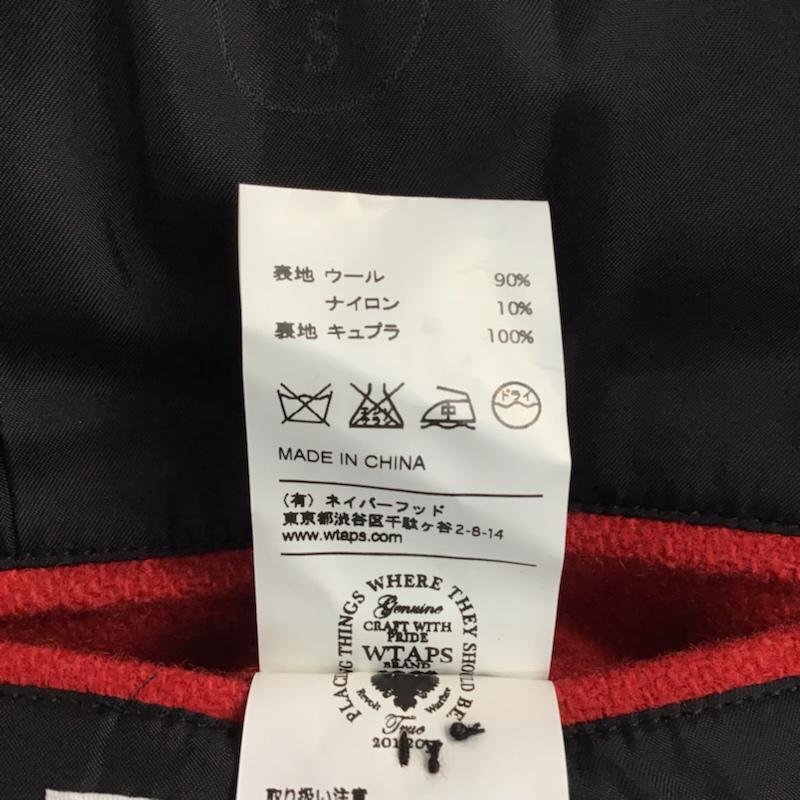 S
表地 ウール 90%
ナイロン 10%
裏地 キュプラ 100%
中
ドライ
MADE IN CHINA
(有) ネイバーフッド
東京都渋谷区千駄ヶ谷2-8-14
www.wtaps.com
PLACING THINGS WHERE THEY SHOULD BE.
Genuine
CRAFT WITH
PRIDE
WTAPS
BRAND
Revolt
True
取り扱い注意